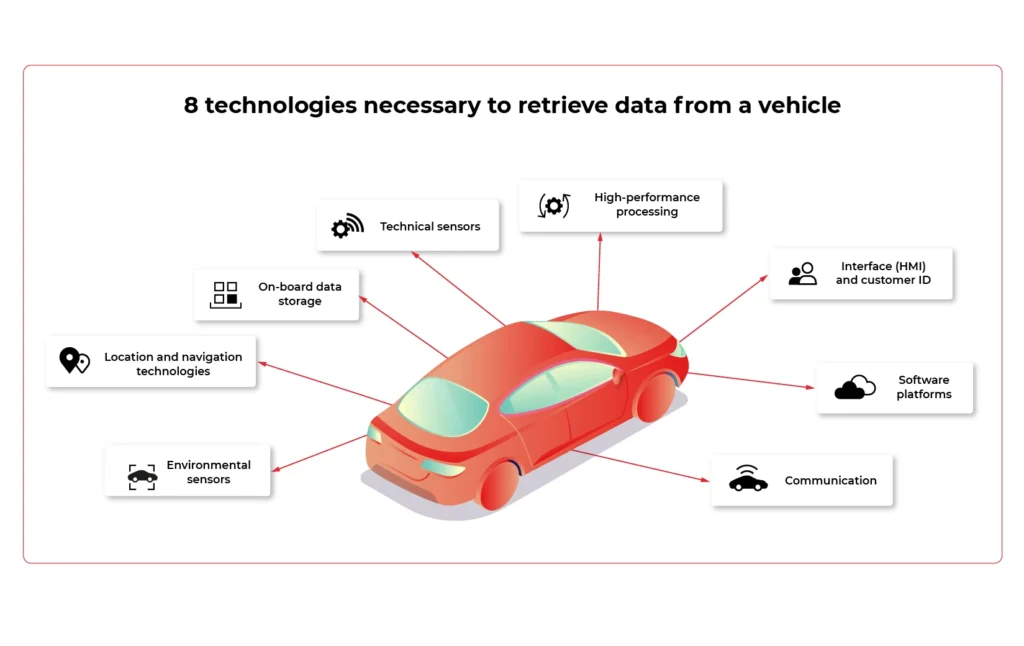 8 technologies necessary to retrieve data from a vehicle
High-performance
processing
Technical sensors
Interface (HMI)
and customer ID
On-board data
storage
Location and navigation
technologies
Software
platforms
Environmental
sensors
Communication